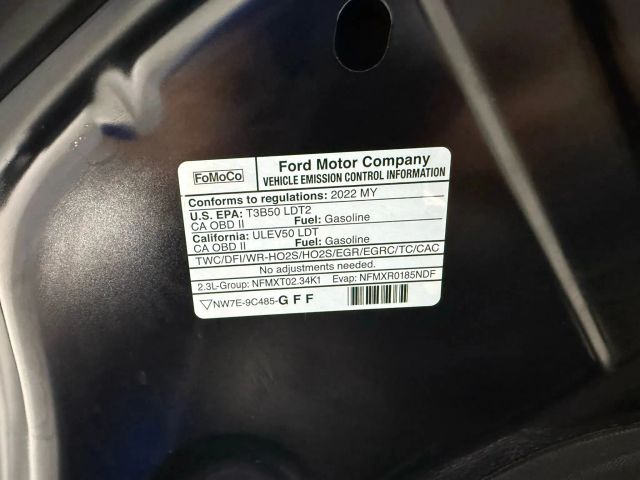 FoMoCo
Ford Motor Company
VEHICLE EMISSION CONTROL INFORMATION
Conforms to regulations: 2022 MY
U.S. EPA: T3B50 LDT2
CA OBD II Fuel: Gasoline
California: ULEV50 LDT
CA OBD II Fuel: Gasoline
TWC/DFI/WR-HO2S/HO2S/EGR/EGRC/TC/CAC
No adjustments needed.
2.3L-Group: NFMXT02.34K1 Evap: NFMXR0185NDF
▽NW7E-9C485-GFF